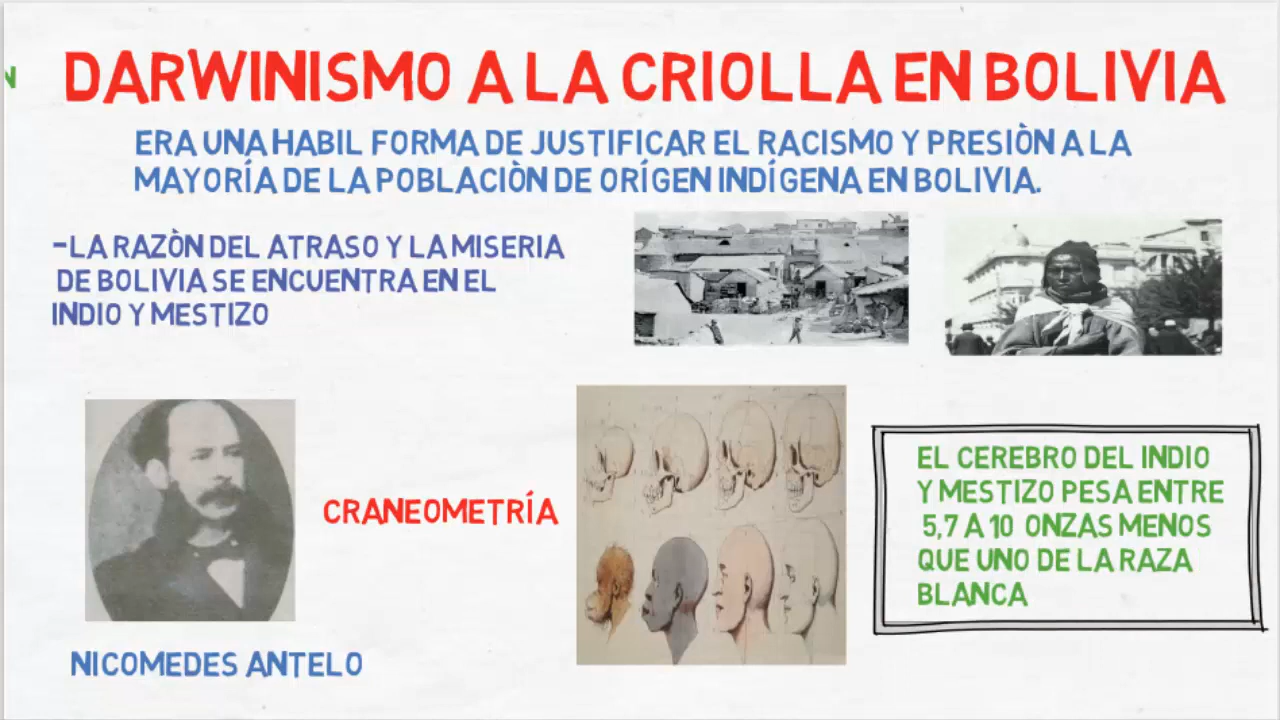 N
DARWINISMO A LA CRIOLLA EN BOLIVIA
ERA UNA HABIL FORMA DE JUSTIFICAR EL RACISMO Y PRESIÒN A LA
MAYORÍA DE LA POBLACIÒN DE ORÍGEN INDÍGENA EN BOLIVIA.
-LA RAZÒN DEL ATRASO Y LA MISERIA
DE BOLIVIA SE ENCUENTRA EN EL
INDIO Y MESTIZO
CRANEOMETRÍA
EL CEREBRO DEL INDIO
Y MESTIZO PESA ENTRE
5,7 A 10 ONZAS MENOS
QUE UNO DE LA RAZA
BLANCA
NICOMEDES ANTELO